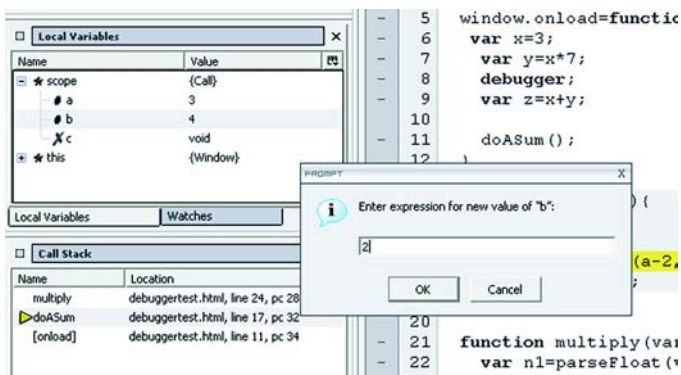 Local Variables
Name Value
scope {Call}
a 3
b 4
c void
this {Window}
Local Variables Watches
Call Stack
Name Location
multiply debuggertest.html, line 24, pc 28
doASum debuggertest.html, line 17, pc 32
[onload] debuggertest.html, line 11, pc 34
PROMPT X
Enter expression for new value of "b":
2
OK Cancel
5 window.onload=functio
6 var x=3;
7 var y=x*7;
8 debugger;
9 var z=x+y;
10
11 doASum();
12 }
){
(a-2,
;
20
21 function multiply(var
22 var n1=parseFloat(v